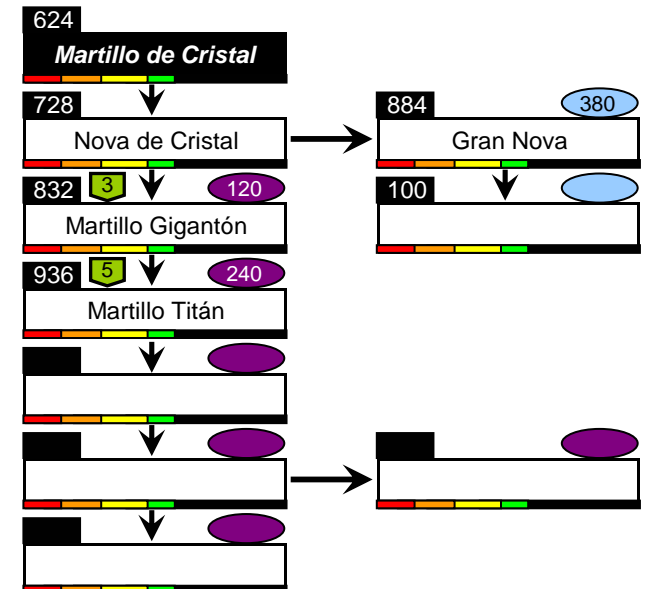 624
Martillo de Cristal
728
Nova de Cristal
884 380
Gran Nova
832 3 120
Martillo Gigantón
100
936 5 240
Martillo Titán